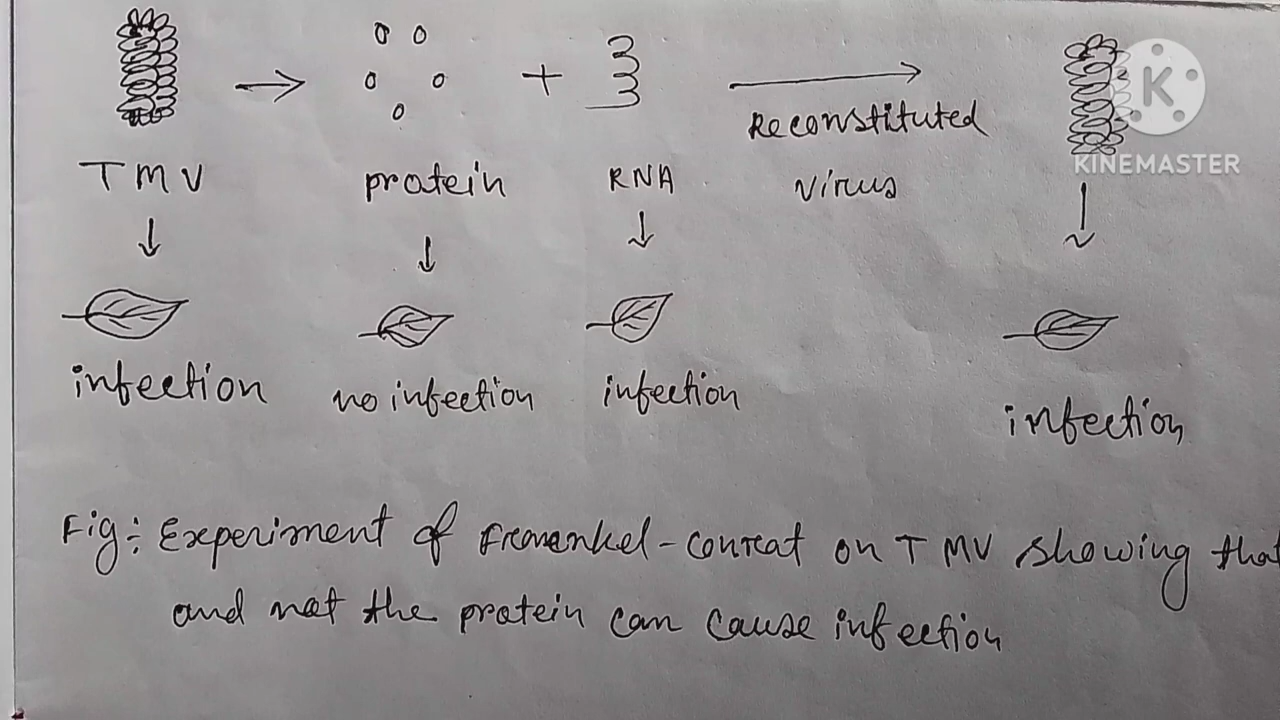 TMV
protein
+
RNA
Reconstituted
virus
K
KINEMASTER
infection
no infection
infection
infection
Fig:- Experiment of Fraenkel-Conrat on TMV showing that
and not the protein can cause infection